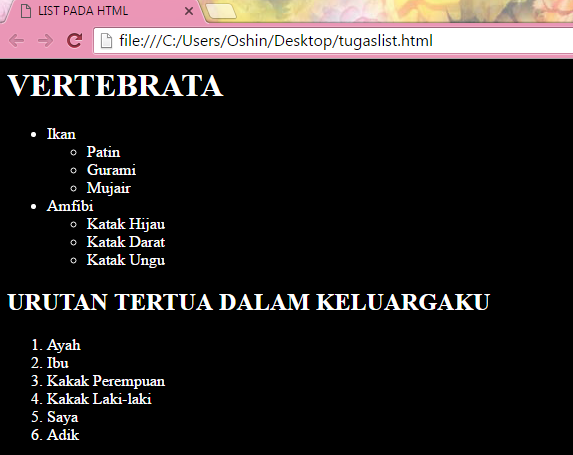 LIST PADA HTML
file:///C:/Users/Oshin/Desktop/tugaslist.html
VERTEBRATA
Ikan
Patin
Gurami
Mujair
Amfibi
Katak Hijau
Katak Darat
Katak Ungu
URUTAN TERTUA DALAM KELUARGAKU
1. Ayah
2. Ibu
3. Kakak Perempuan
4. Kakak Laki-laki
5. Saya
6. Adik